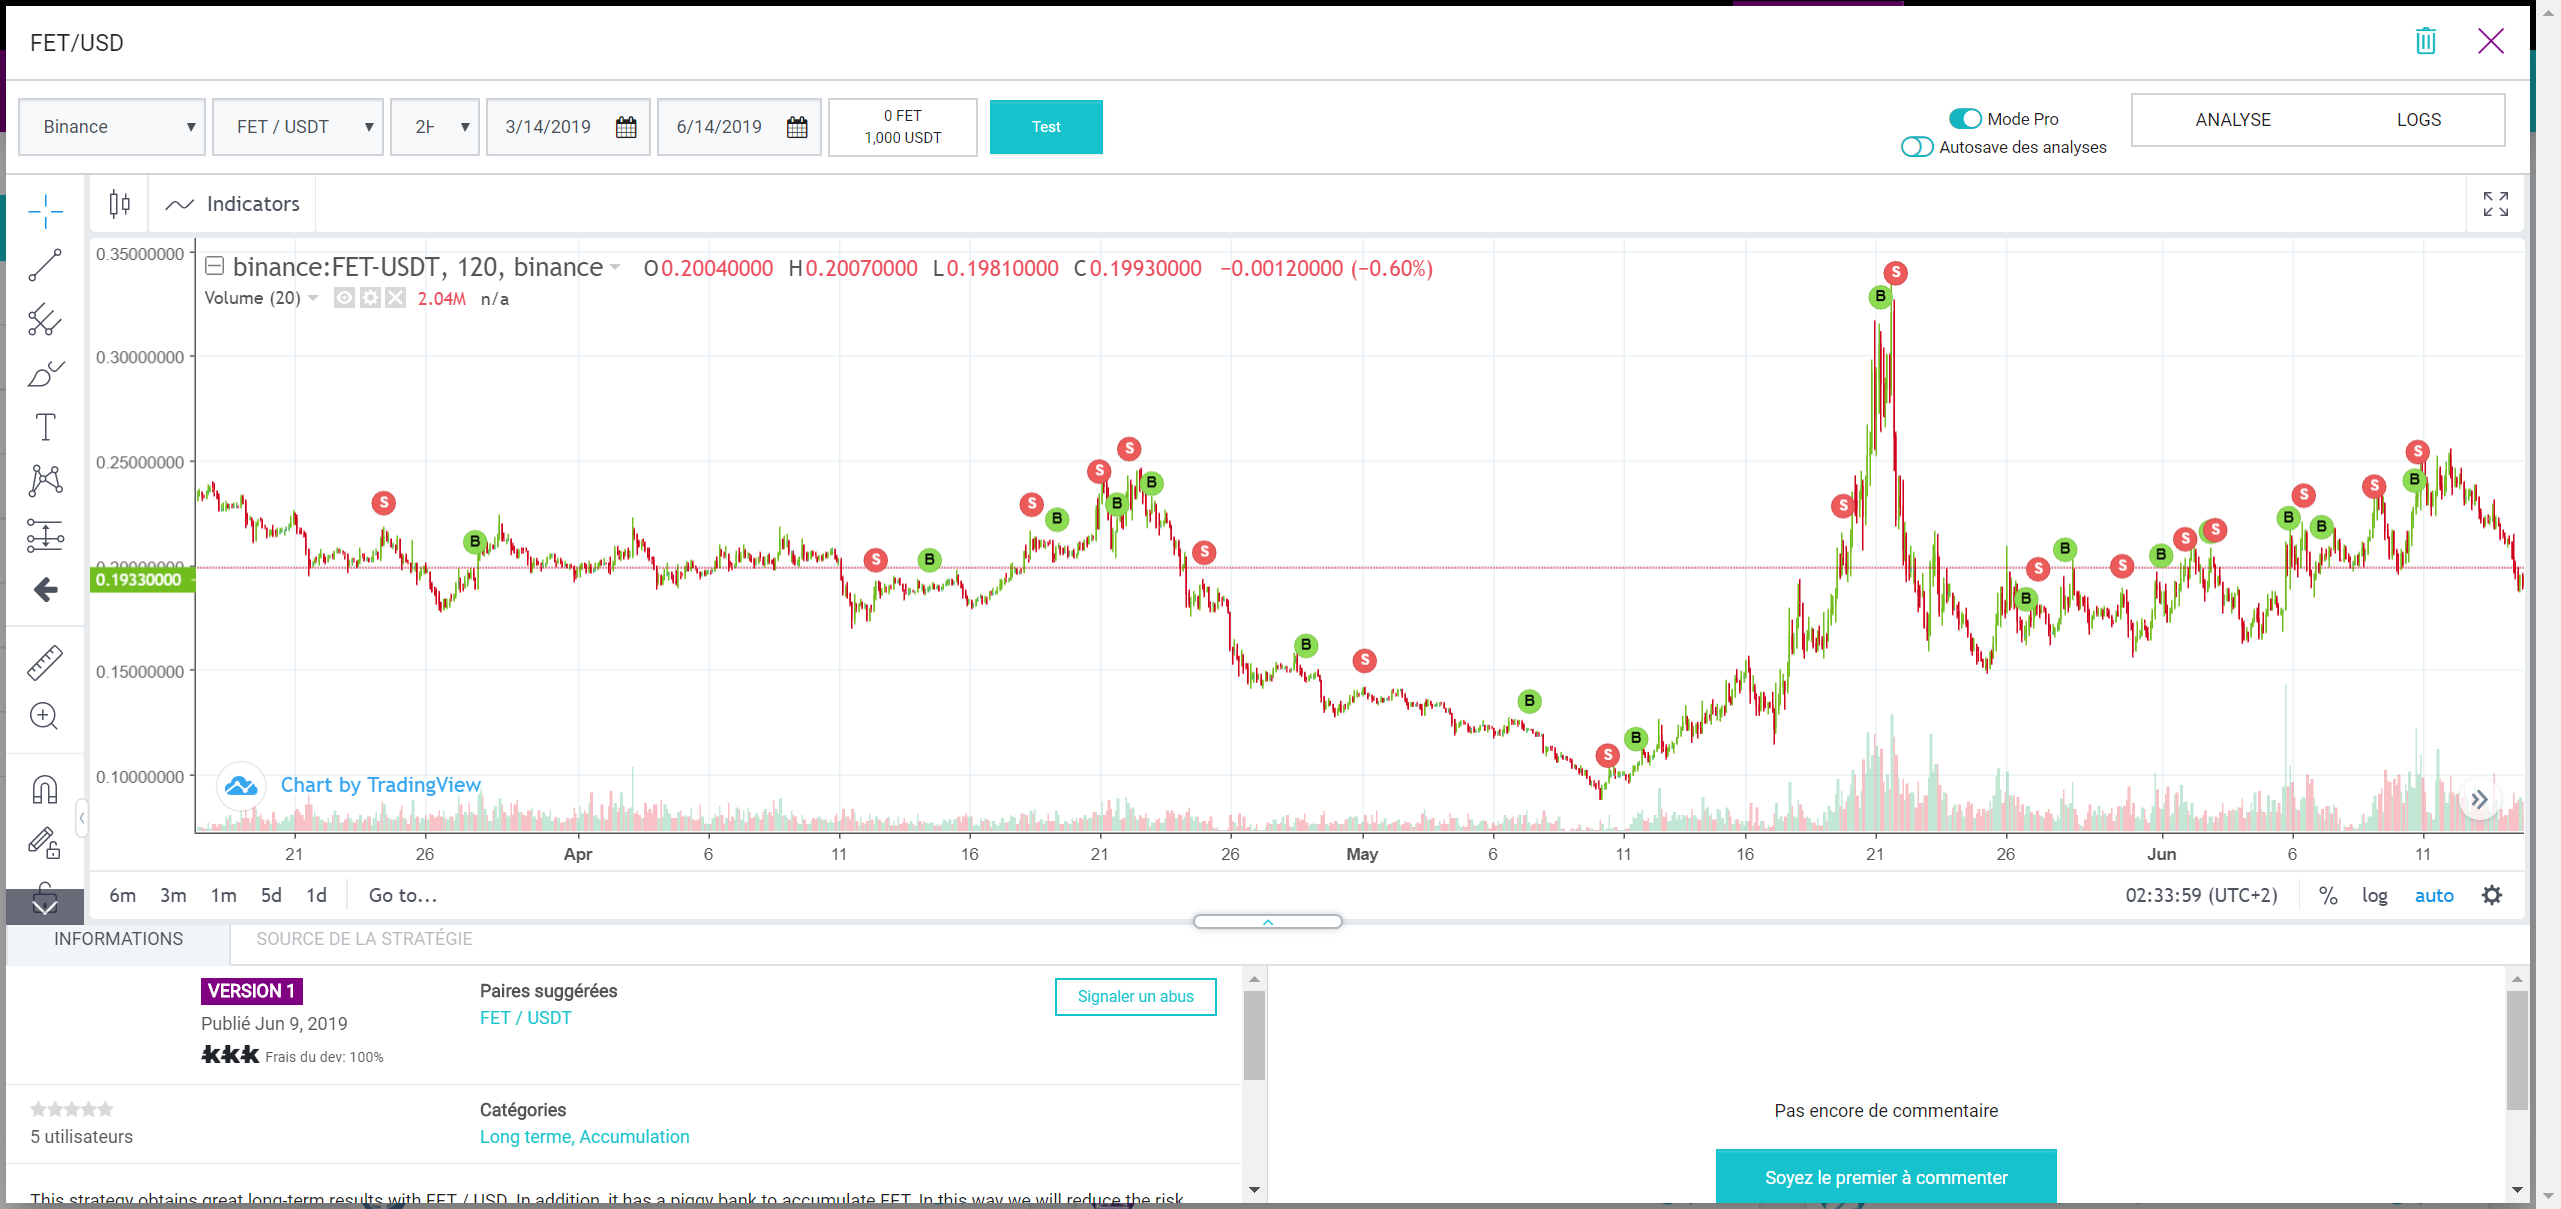 FET/USD
Binance
FET / USDT
2H
3/14/2019
6/14/2019
0 FET
1,000 USDT
Test
Mode Pro
Autosave des analyses
ANALYSE
LOGS
Indicators
binance:FET-USDT, 120, binance
O0.20040000 H0.20070000 L0.19810000 C0.19930000 −0.00120000 (−0.60%)
Volume (20)
2.04M n/a
0.35000000
0.30000000
0.25000000
0.20000000
0.19330000
0.15000000
0.10000000
S
B
S
B
S
B
S
B
S
B
S
B
S
B
S
B
S
B
S
B
S
B
S
B
S
B
S
S
B
S
B
S
B
S
Chart by TradingView
21 26 Apr 6 11 16 21 26 May 6 11 16 21 26 Jun 6 11
6m 3m 1m 5d 1d Go to...
02:33:59 (UTC+2) % log auto
INFORMATIONS
SOURCE DE LA STRATÉGIE
VERSION 1
Publié Jun 9, 2019
kkk Frais du dev: 100%
Paires suggérées
FET / USDT
Signaler un abus
5 utilisateurs
Catégories
Long terme, Accumulation
This strategy obtains great long-term results with FET / USD. In addition, it has a piggy bank to accumulate FET. In this way we will reduce the risk
Pas encore de commentaire
Soyez le premier à commenter